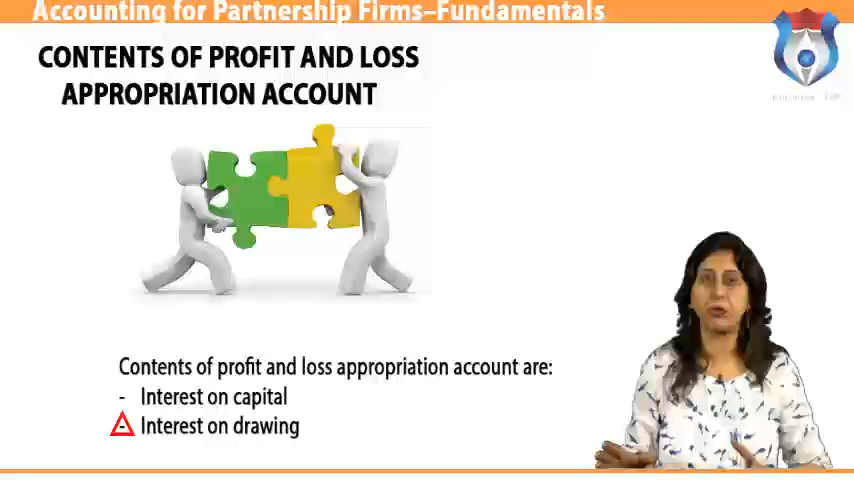 Accounting for Partnership Firms–Fundamentals
CONTENTS OF PROFIT AND LOSS
APPROPRIATION ACCOUNT
Contents of profit and loss appropriation account are:
- Interest on capital
- Interest on drawing